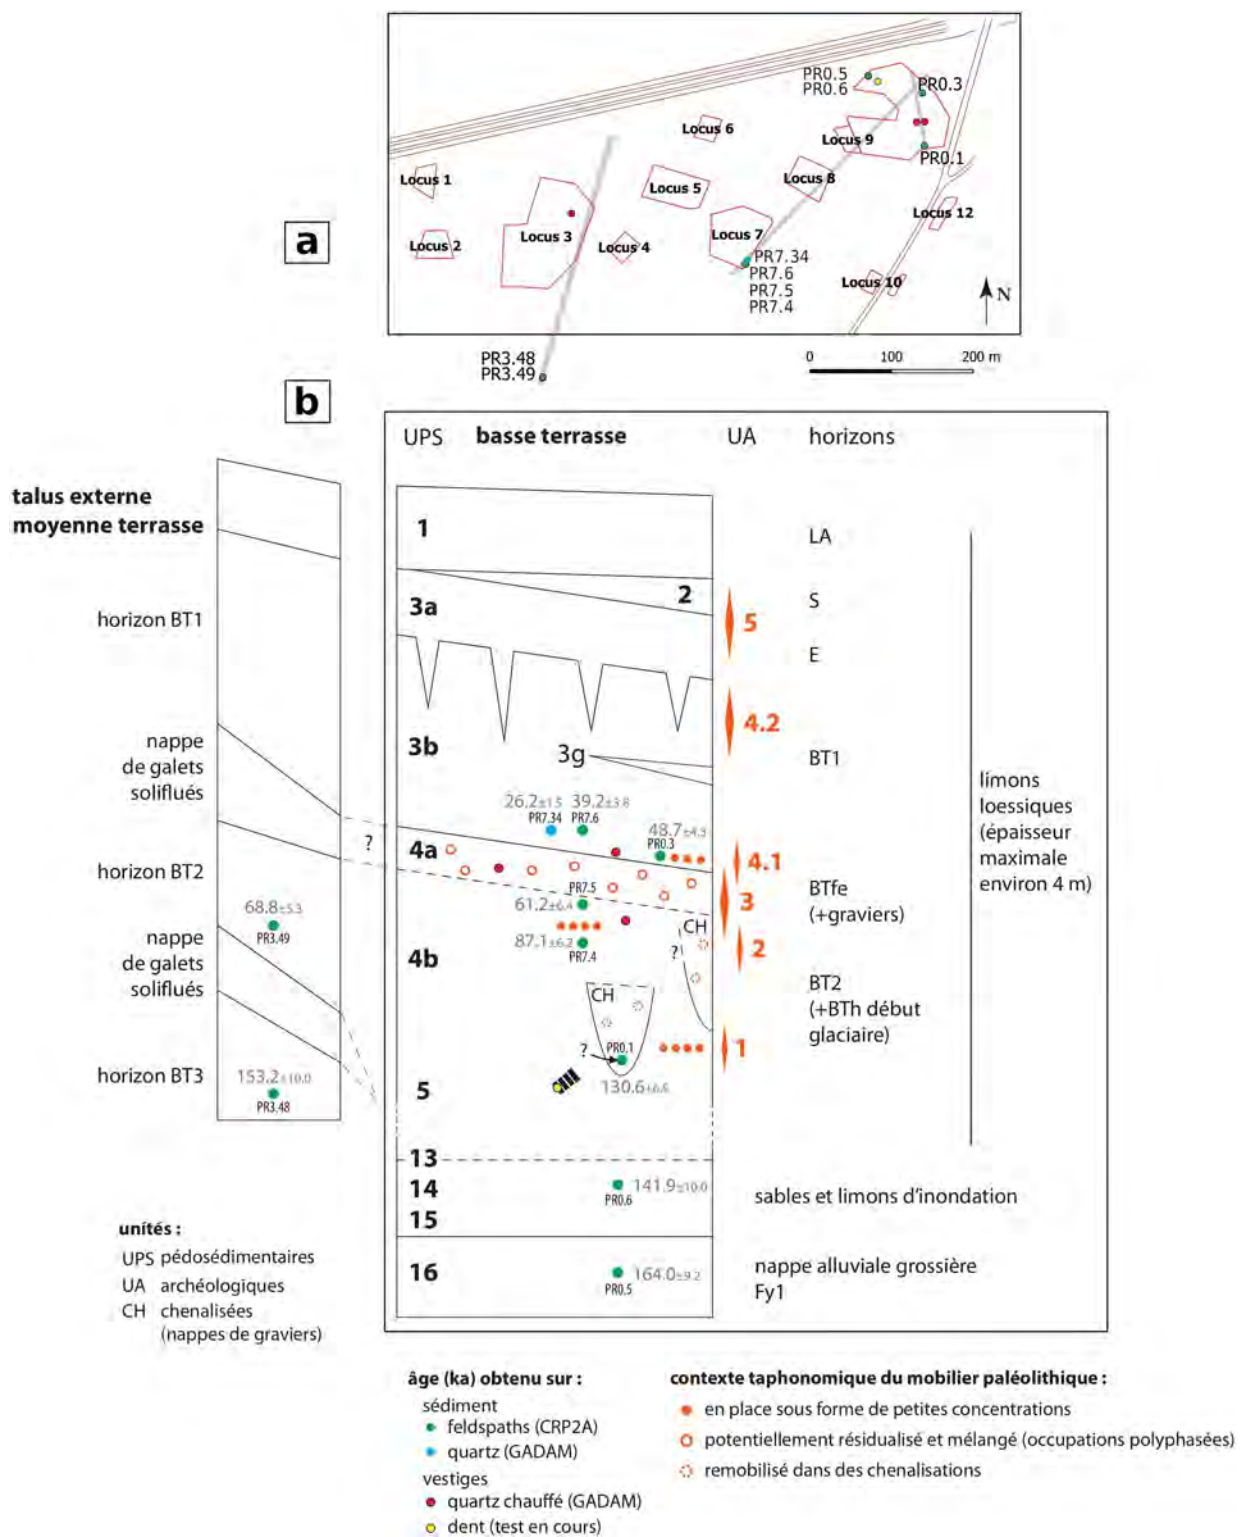 a
PR0.5
PR0.6
PR0.3
PR0.1
Locus 6
Locus 9
Locus 1
Locus 5
Locus 8
Locus 12
Locus 2
Locus 3
Locus 4
Locus 7
PR7.34
PR7.6
PR7.5
PR7.4
Locus 10
N
PR3.48
PR3.49
0 100 200 m
b
UPS basse terrasse UA horizons
talus externe
moyenne terrasse
1
LA
2
S
3a
5
horizon BT1
E
4.2
3b
3g
BT1
nappe
de galets
soliflués
limons
loessiques
(épaisseur
maximale
environ 4 m)
26.2±1.5 39.2±3.8
PR7.34 PR7.6
48.7±4.3
PR0.3
?
4a
4.1
horizon BT2
PR7.5
61.2±6.4
3
BTfe
(+graviers)
68.8±5.3
PR3.49
CH
?
87.1±6.2
PR7.4
4b
2
nappe
de galets
soliflués
CH
BT2
(+BTh début
glaciaire)
PR0.1
?
1
horizon BT3
153.2±10.0
PR3.48
130.6±6.6
5
13
14
PR0.6
141.9±10.0
sables et limons d'inondation
15
16
PR0.5
164.0±9.2
nappe alluviale grossière
Fy1
unités :
UPS pédosédimentaires
UA archéologiques
CH chenalisées
(nappes de graviers)
âge (ka) obtenu sur :
sédiment
feldspaths (CRP2A)
quartz (GADAM)
vestiges
quartz chauffé (GADAM)
dent (test en cours)
contexte taphonomique du mobilier paléolithique :
en place sous forme de petites concentrations
potentiellement résidualisé et mélangé (occupations polyphasées)
remobilisé dans des chenalisations